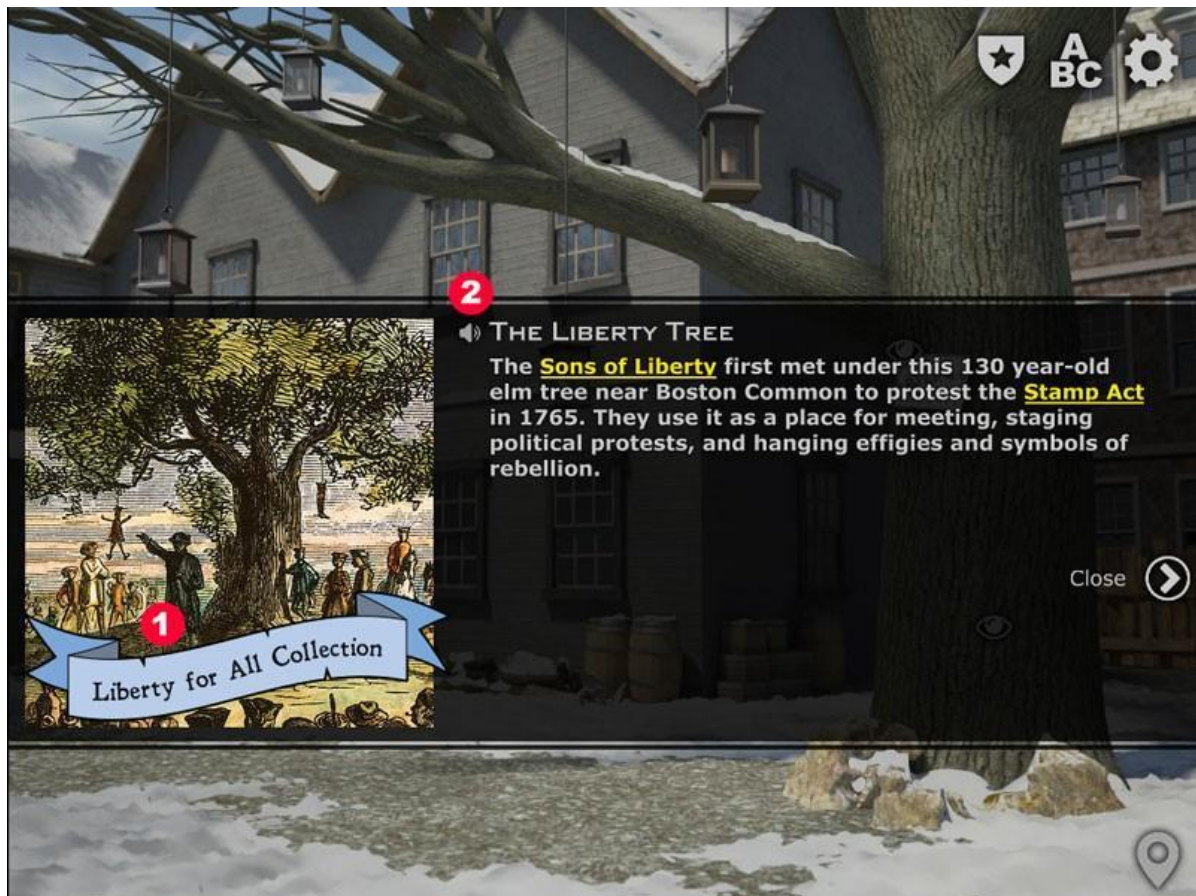 A
BC
2
THE LIBERTY TREE
The Sons of Liberty first met under this 130 year-old
elm tree near Boston Common to protest the Stamp Act
in 1765. They use it as a place for meeting, staging
political protests, and hanging effigies and symbols of
rebellion.
Close
1
Liberty for All Collection